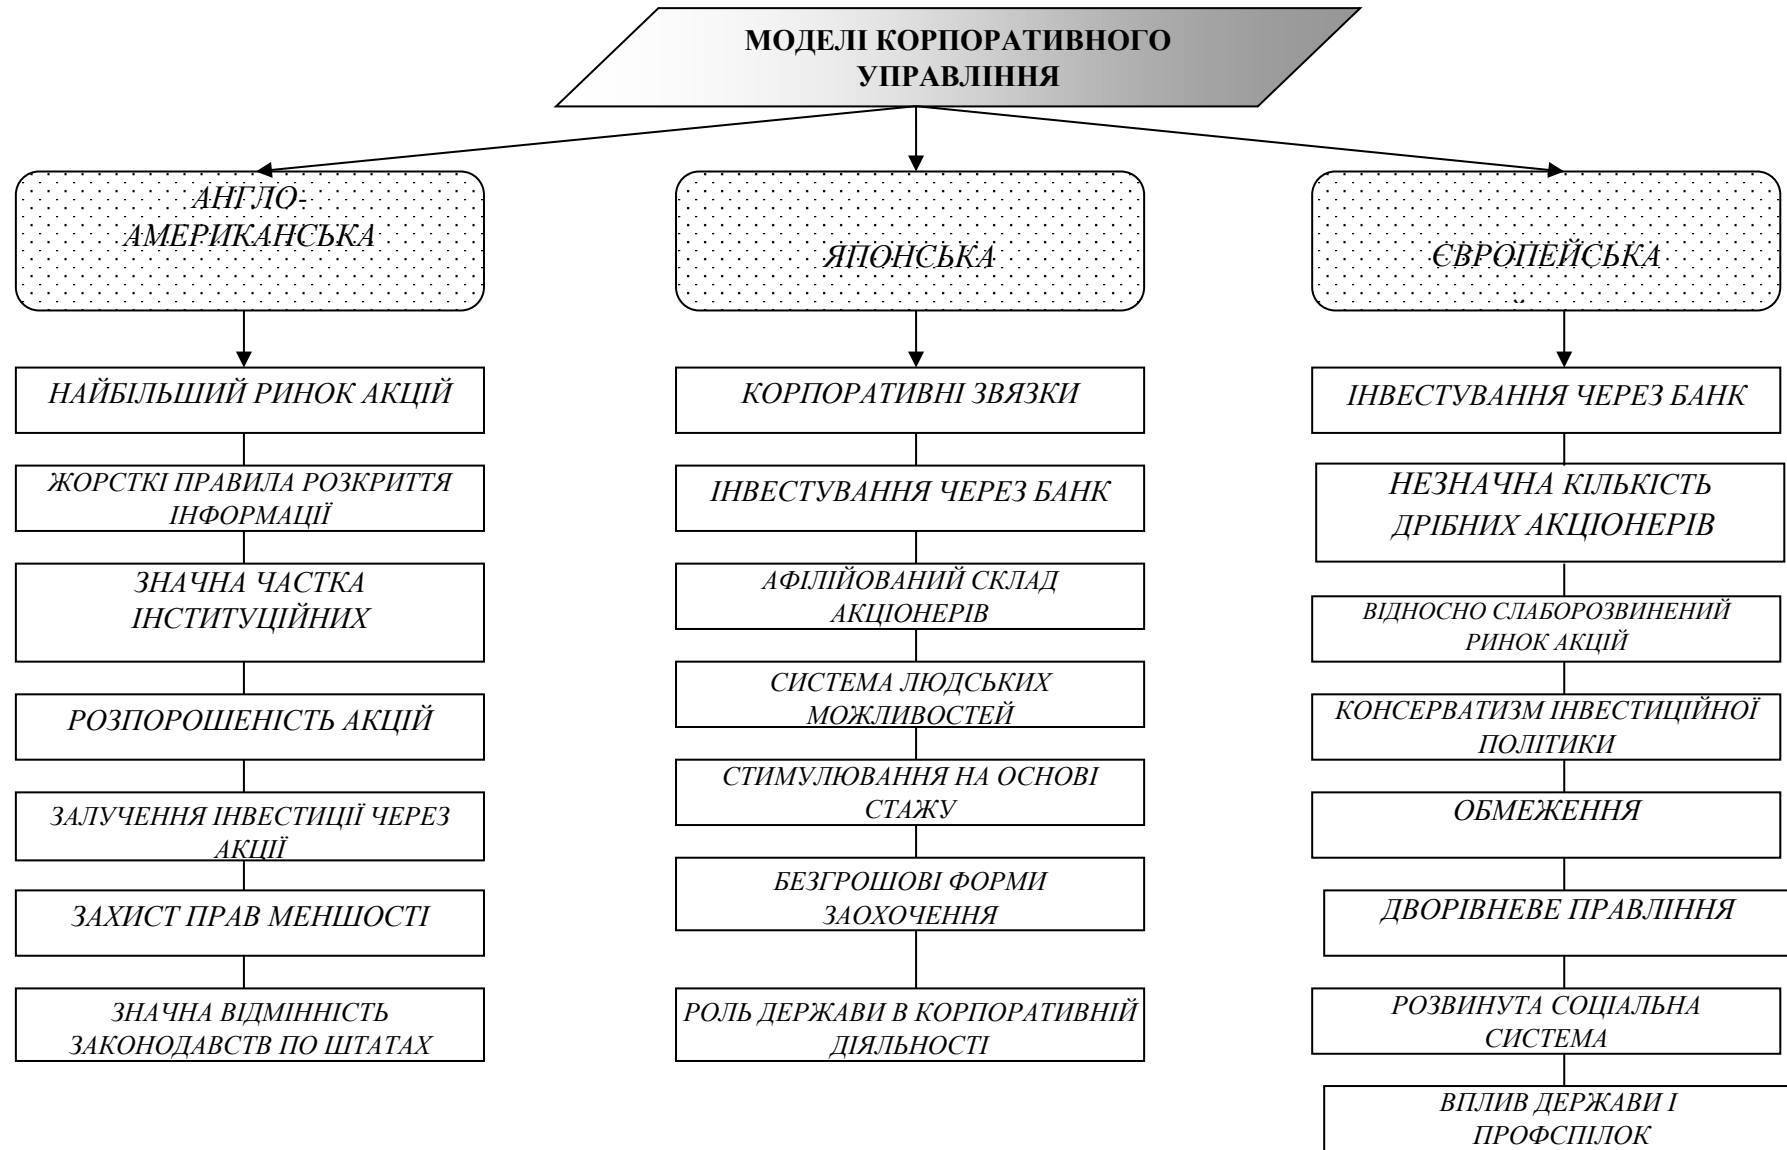 МОДЕЛІ КОРПОРАТИВНОГО
УПРАВЛІННЯ
АНГЛО-
АМЕРИКАНСЬКА
НАЙБІЛЬШИЙ РИНОК АКЦІЙ
ЖОРСТКІ ПРАВИЛА РОЗКРИТТЯ
ІНФОРМАЦІЇ
ЗНАЧНА ЧАСТКА
ІНСТИТУЦІЙНИХ
РОЗПОРОШЕНІСТЬ АКЦІЙ
ЗАЛУЧЕННЯ ІНВЕСТИЦІЇ ЧЕРЕЗ
АКЦІЇ
ЗАХИСТ ПРАВ МЕНШОСТІ
ЗНАЧНА ВІДМІННІСТЬ
ЗАКОНОДАВСТВ ПО ШТАТАХ
ЯПОНСЬКА
КОРПОРАТИВНІ ЗВЯЗКИ
ІНВЕСТУВАННЯ ЧЕРЕЗ БАНК
АФІЛІЙОВАНИЙ СКЛАД
АКЦІОНЕРІВ
СИСТЕМА ЛЮДСЬКИХ
МОЖЛИВОСТЕЙ
СТИМУЛЮВАННЯ НА ОСНОВІ
СТАЖУ
БЕЗГРОШОВІ ФОРМИ
ЗАОХОЧЕННЯ
РОЛЬ ДЕРЖАВИ В КОРПОРАТИВНІЙ
ДІЯЛЬНОСТІ
ЄВРОПЕЙСЬКА
ІНВЕСТУВАННЯ ЧЕРЕЗ БАНК
НЕЗНАЧНА КІЛЬКІСТЬ
ДРІБНИХ АКЦІОНЕРІВ
ВІДНОСНО СЛАБОРОЗВИНЕНИЙ
РИНОК АКЦІЙ
КОНСЕРВАТИЗМ ІНВЕСТИЦІЙНОЇ
ПОЛІТИКИ
ОБМЕЖЕННЯ
ДВОРІВНЕВЕ ПРАВЛІННЯ
РОЗВИНУТА СОЦІАЛЬНА
СИСТЕМА
ВПЛИВ ДЕРЖАВИ І
ПРОФСПІЛОК